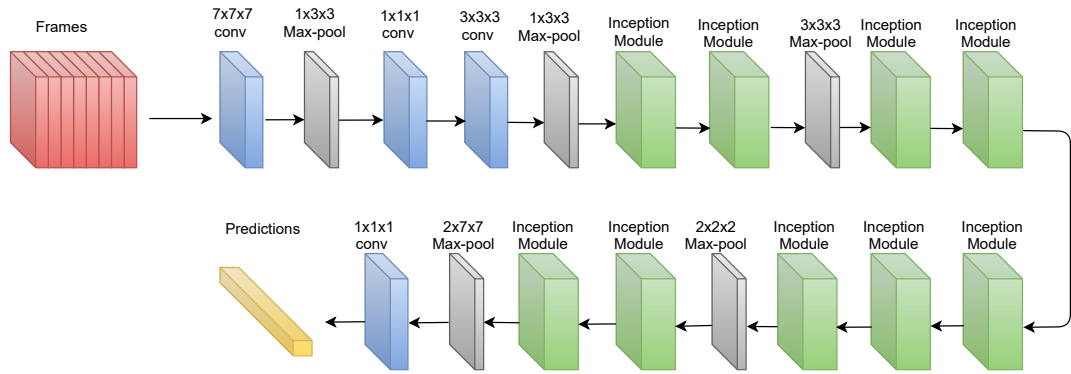 Frames
7x7x7
conv
1x3x3
Max-pool
1x1x1
conv
3x3x3
conv
1x3x3
Max-pool
Inception
Module
Inception
Module
3x3x3
Max-pool
Inception
Module
Inception
Module
Predictions
1x1x1
conv
2x7x7
Max-pool
Inception
Module
Inception
Module
2x2x2
Max-pool
Inception
Module
Inception
Module
Inception
Module